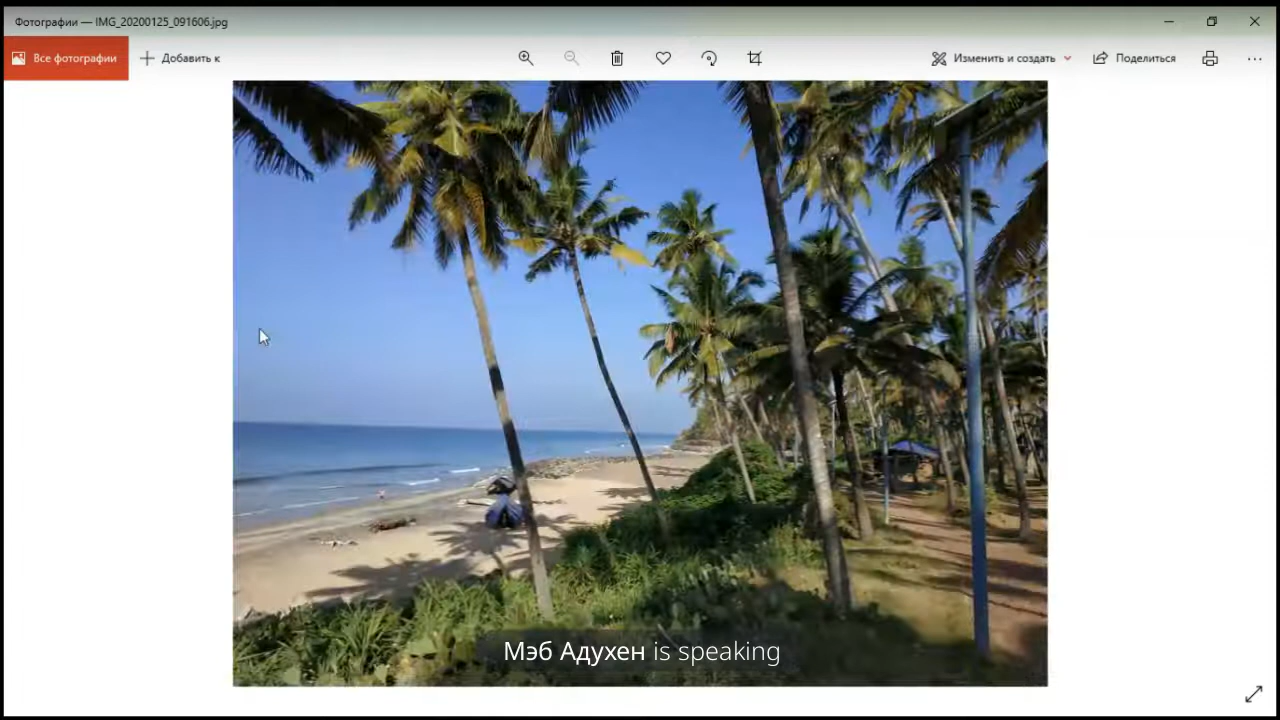 Фотографии — IMG_20200125_091606.jpg
Все фотографии
Добавить к
Изменить и создать
Поделиться
Мэб Адухен is speaking